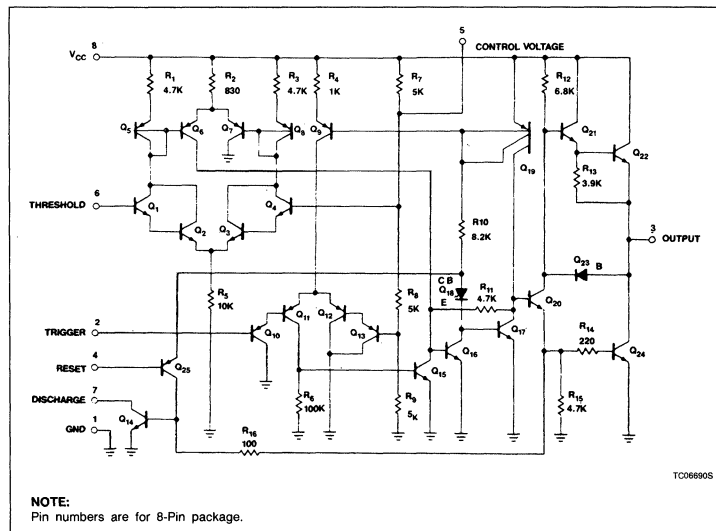 5
CONTROL VOLTAGE
VCC 8
R1 4.7K
R2 830
R3 4.7K
R4 1K
R7 5K
R12 6.8K
Q5
Q6
Q7
Q8
Q9
Q19
Q21
Q22
R13 3.9K
THRESHOLD 6
Q1
Q2
Q3
Q4
R10 8.2K
3 OUTPUT
Q23 B
C B
Q18
E
R11 4.7K
R5 10K
R8 5K
Q20
Q17
R14 220
TRIGGER 2
Q10
Q11
Q12
Q13
Q16
Q15
Q24
RESET 4
Q25
DISCHARGE 7
R6 100K
R9 5K
R15 4.7K
GND 1
Q14
R16 100
TC06690S
NOTE:
Pin numbers are for 8-Pin package.